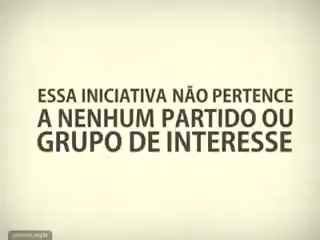 ESSA INICIATIVA NÃO PERTENCE
A NENHUM PARTIDO OU
GRUPO DE INTERESSE